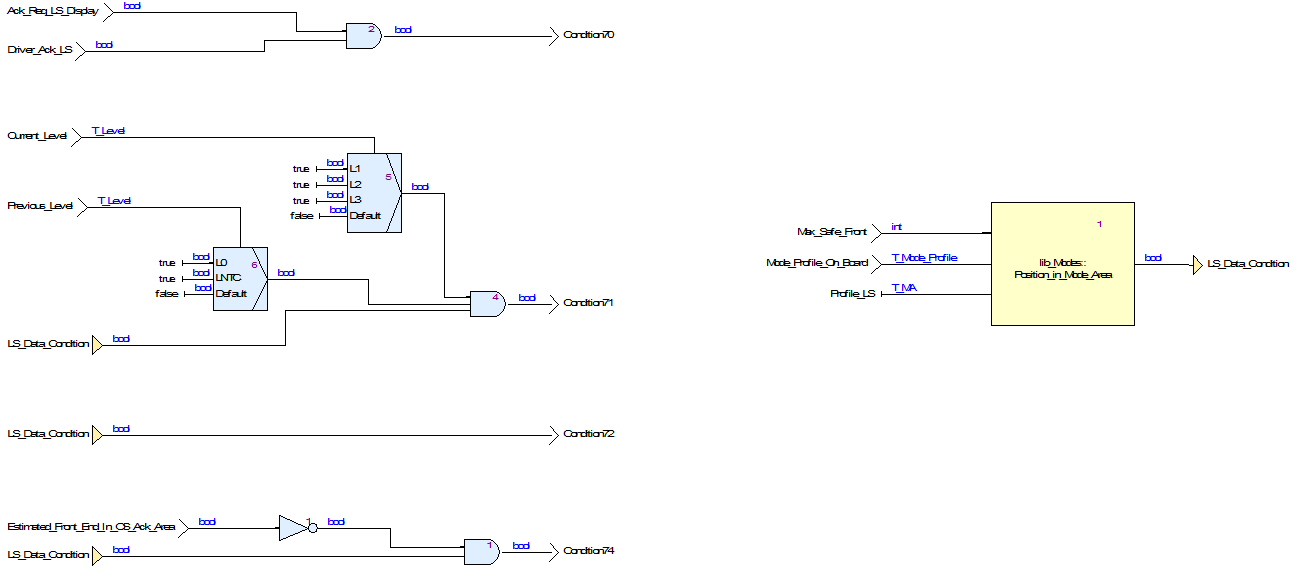 Ack_Req_LS_Display bool
2
bool Condition70
Driver_Ack_LS bool
Current_Level T_Level
true bool L1
true bool L2
true bool L3
false bool Default
5
bool
Previous_Level T_Level
true bool L0
true bool LNTC
false bool Default
6
bool
4
bool Condition71
LS_Data_Condition bool
LS_Data_Condition bool Condition72
Estimated_Front_End_In_OS_Ack_Area bool
1
bool
LS_Data_Condition bool
1
bool Condition74
Max_Safe_Front int
Mode_Profile_On_Board T_Mode_Profile
Profile_LS T_MA
1
lib_Modes::
Position_in_Mode_Area
bool LS_Data_Condition